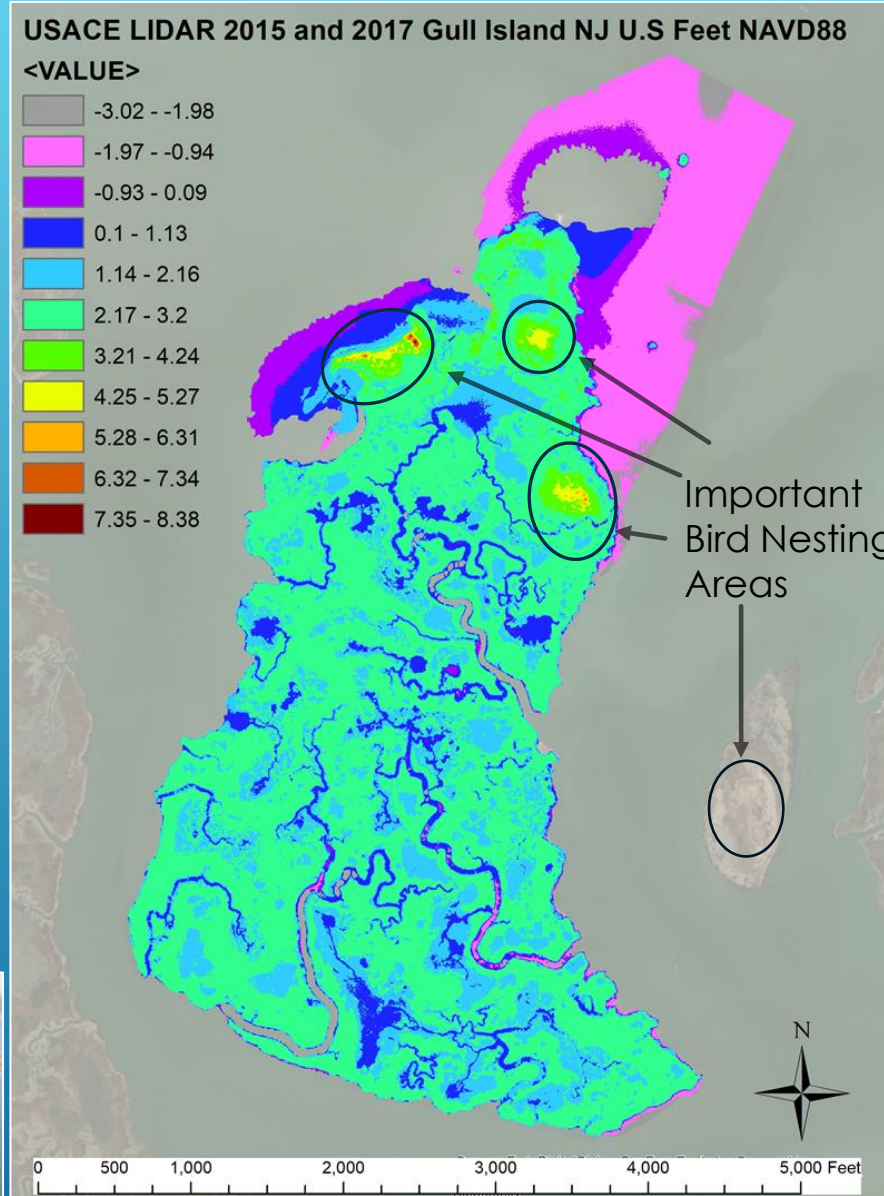 USACE LIDAR 2015 and 2017 Gull Island NJ U.S Feet NAVD88
<VALUE>
-3.02 - -1.98
-1.97 - -0.94
-0.93 - 0.09
0.1 - 1.13
1.14 - 2.16
2.17 - 3.2
3.21 - 4.24
4.25 - 5.27
5.28 - 6.31
6.32 - 7.34
7.35 - 8.38
Important
Bird Nesting
Areas
N
0 500 1,000 2,000 3,000 4,000 5,000 Feet